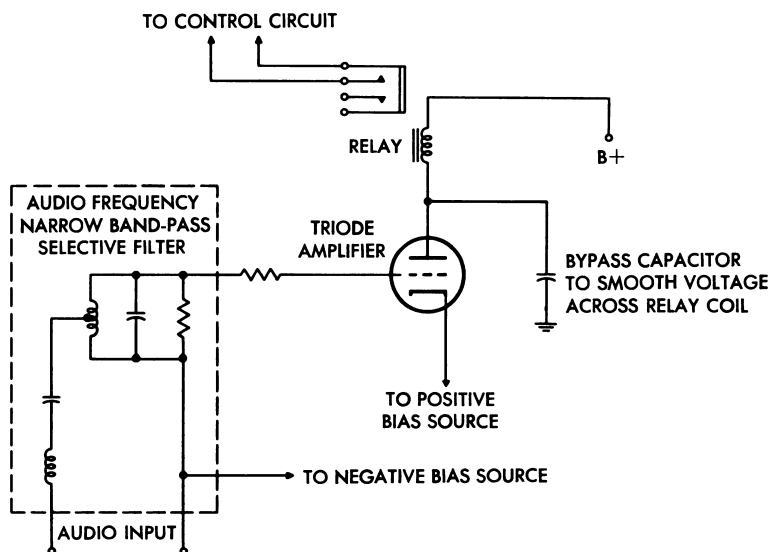 TO CONTROL CIRCUIT
RELAY
B+
AUDIO FREQUENCY
NARROW BAND-PASS
SELECTIVE FILTER
TRIODE
AMPLIFIER
BYPASS CAPACITOR
TO SMOOTH VOLTAGE
ACROSS RELAY COIL
TO POSITIVE
BIAS SOURCE
TO NEGATIVE BIAS SOURCE
AUDIO INPUT